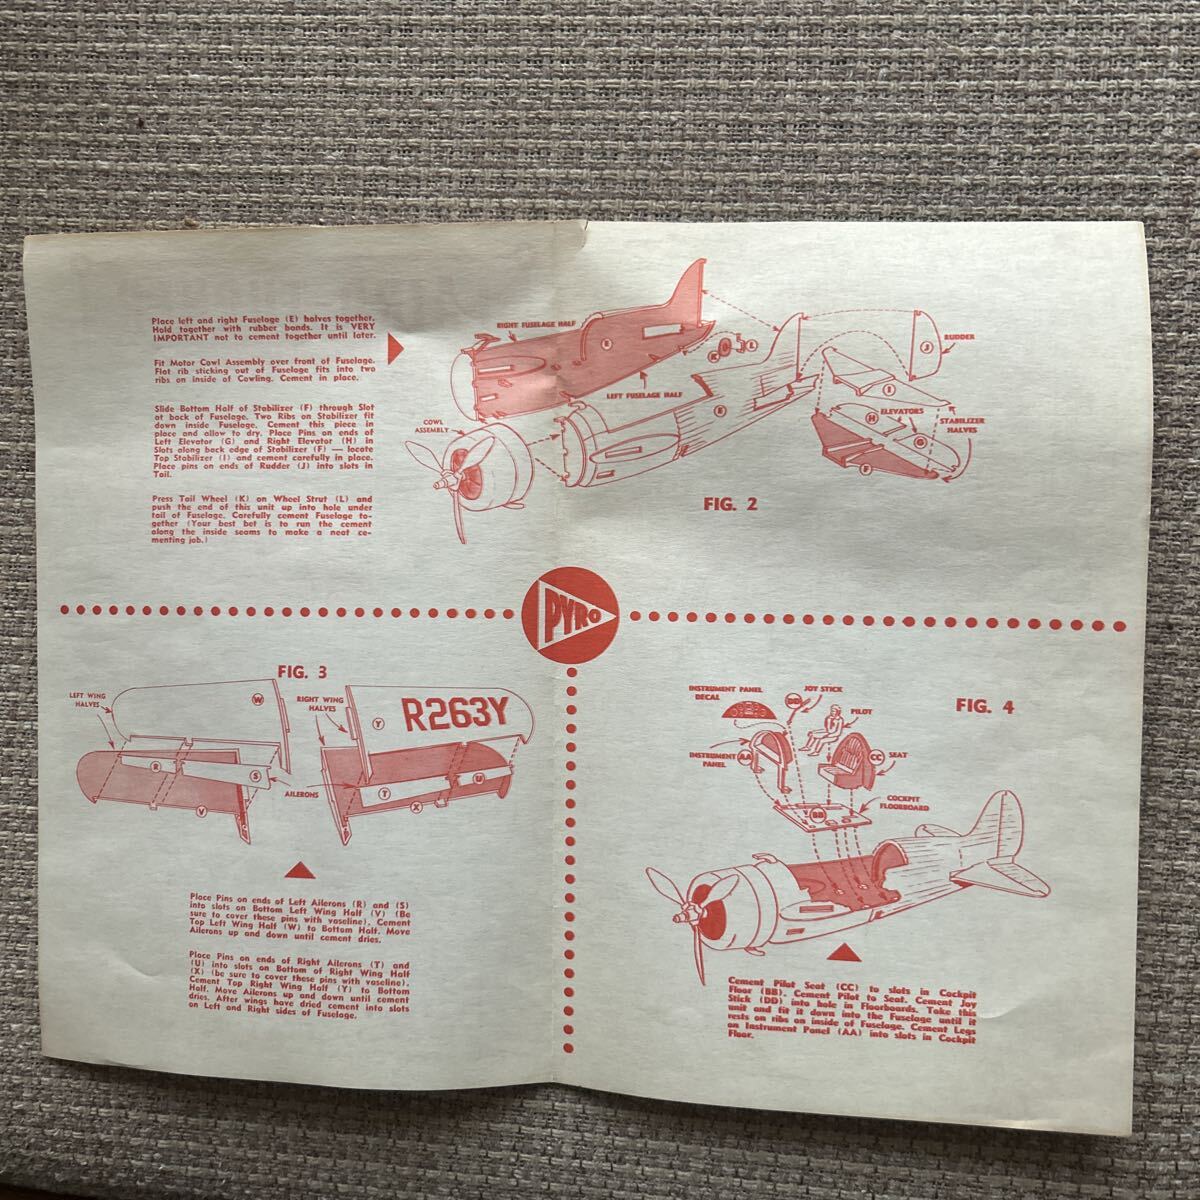 Place left and right Fuselage (E) halves together.
Hold together with rubber bands. It is VERY
IMPORTANT not to cement together until later.
Fit Motor Cowl Assembly over front of Fuselage.
Flat rib sticking out of Fuselage fits into two
ribs on inside of Cowling. Cement in place.
Slide Bottom Half of Stabilizer (F) through Slot
at back of Fuselage. Two Ribs on Stabilizer fit
down inside Fuselage. Cement this piece in
place and allow to dry. Place Pins on ends of
Left Elevator (G) and Right Elevator (H) in
Slots along back edge of Stabilizer (F) — locate
Top Stabilizer (I) and cement carefully in place.
Place pins on ends of Rudder (J) into slots in
Tail.
Press Tail Wheel (K) on Wheel Strut (L) and
push the end of this unit up into hole under
tail of Fuselage. Carefully cement Fuselage to-
gether (Your best bet is to run the cement
along the inside seams to make a neat ce-
menting job.)
RIGHT FUSELAGE HALF
E
K
L
LEFT FUSELAGE HALF
E
COWL
ASSEMBLY
J
RUDDER
I
ELEVATORS
H
G
STABILIZER
HALVES
F
FIG. 2
PYRO
FIG. 3
LEFT WING
HALVES
W
RIGHT WING
HALVES
Y
R263Y
R
S
AILERONS
T
U
V
X
Place Pins on ends of Left Ailerons (R) and (S)
into slots on Bottom Left Wing Half (V) (Be
sure to cover these pins with vaseline). Cement
Top Left Wing Half (W) to Bottom Half. Move
Ailerons up and down until cement dries.
Place Pins on ends of Right Ailerons (T) and
(U) into slots on Bottom of Right Wing Half
(X) (be sure to cover these pins with vaseline).
Cement Top Right Wing Half (Y) to Bottom
Half. Move Ailerons up and down until cement
dries. After wings have dried cement into slots
on Left and Right sides of Fuselage.
INSTRUMENT PANEL
DECAL
DD
JOY STICK
PILOT
FIG. 4
INSTRUMENT
PANEL
AA
CC
SEAT
COCKPIT
FLOORBOARD
BB
Cement Pilot Seat (CC) to slots in Cockpit
Floor (BB). Cement Pilot to Seat. Cement Joy
Stick (DD) into hole in Floorboards. Take this
unit and fit it down into the Fuselage until it
rests on ribs on inside of Fuselage. Cement Legs
on Instrument Panel (AA) into slots in Cockpit
Floor.